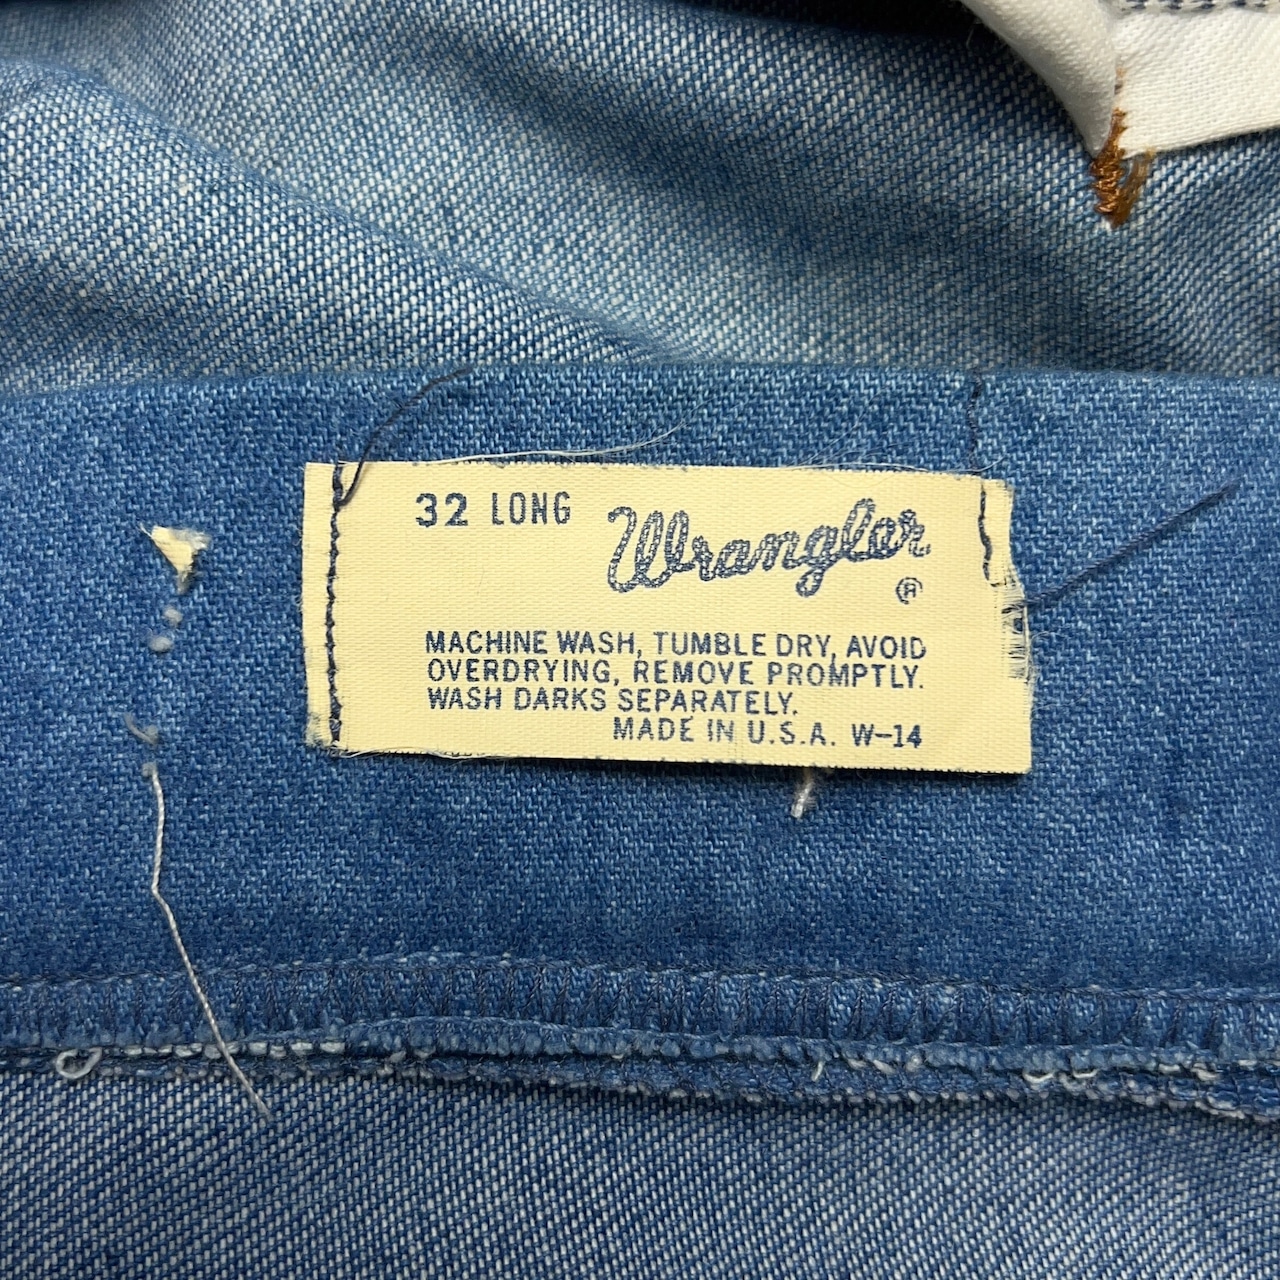 32 LONG
Wrangler
®
MACHINE WASH, TUMBLE DRY, AVOID
OVERDRYING, REMOVE PROMPTLY.
WASH DARKS SEPARATELY.
MADE IN U.S.A. W-14